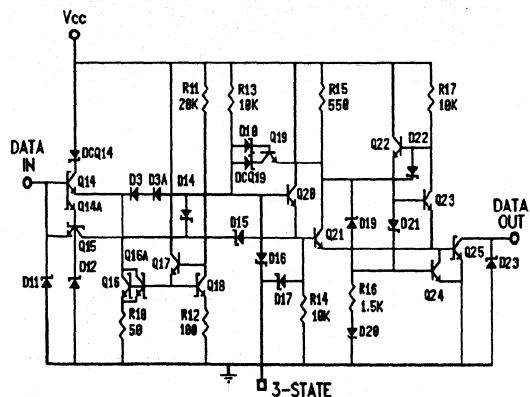 Vcc
R11
20K
R13
10K
R15
550
R17
10K
D10
Q19
DCQ14
DCQ19
Q22
D22
DATA
IN
Q14
D3
D3A
D14
Q20
Q23
Q14A
D19
D21
DATA
OUT
Q15
D15
Q21
Q25
Q16A
Q17
D16
D11
D12
Q16
Q18
R16
1.5K
Q24
D23
D17
R14
10K
R10
50
R12
100
D20
3-STATE